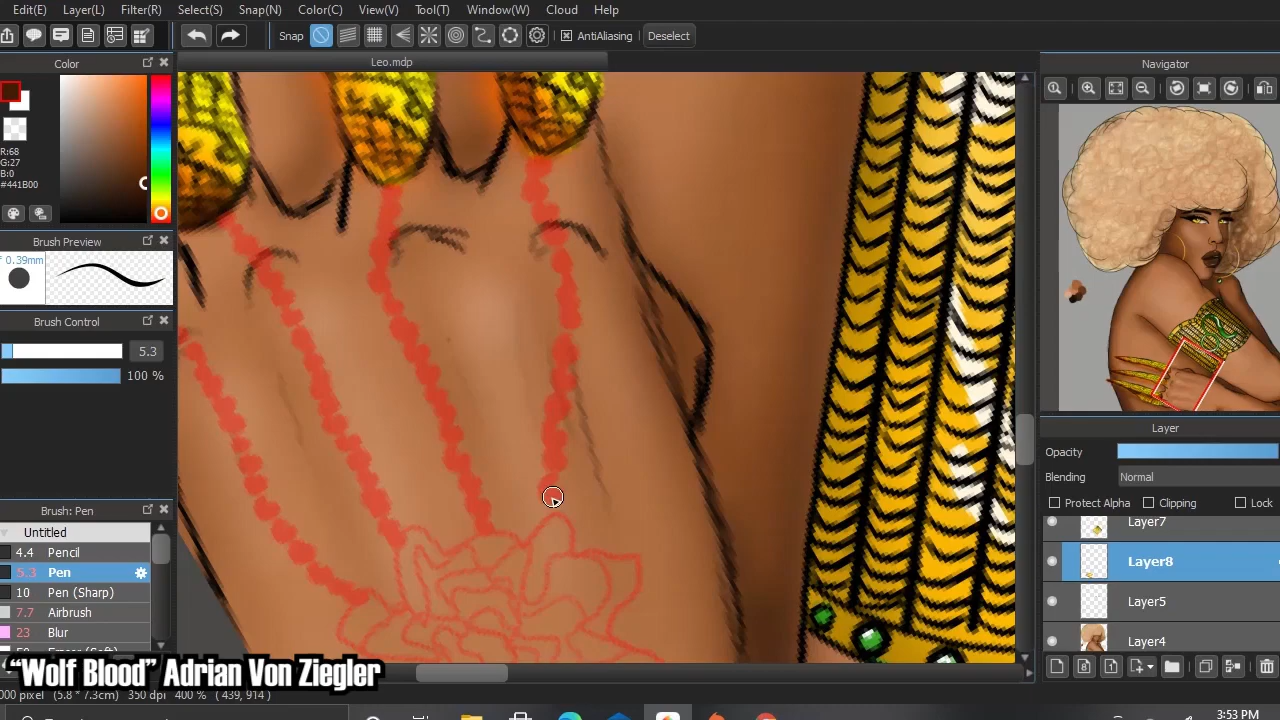 Edit(E) Layer(L) Filter(R) Select(S) Snap(N) Color(C) View(V) Tool(T) Window(W) Cloud Help
Snap AntiAliasing Deselect
Color
Leo.mdp
Navigator
R:68
G:27
B:0
#441B00
Brush Preview
0.39mm
Brush Control
5.3
100 %
Layer
Opacity
Blending Normal
Protect Alpha Clipping Lock
Layer7
Layer8
Layer5
Layer4
Brush: Pen
Untitled
4.4 Pencil
5.3 Pen
10 Pen (Sharp)
7.7 Airbrush
23 Blur
“Wolf Blood” Adrian Von Ziegler
000 pixel (5.8 * 7.3cm) 350 dpi 400 % ( 439, 914 )
3:53 PM